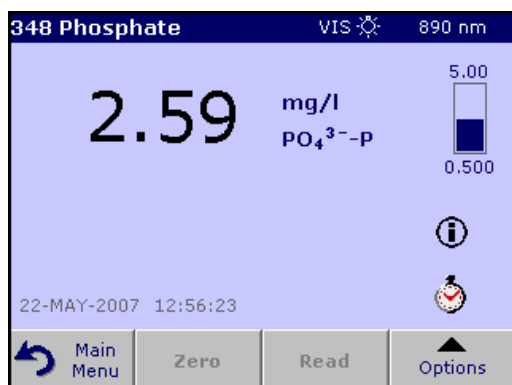 348 Phosphate VIS 890 nm
5.00
2.59 mg/l
PO₄³⁻-P
0.500
22-MAY-2007 12:56:23
Main Menu Zero Read Options